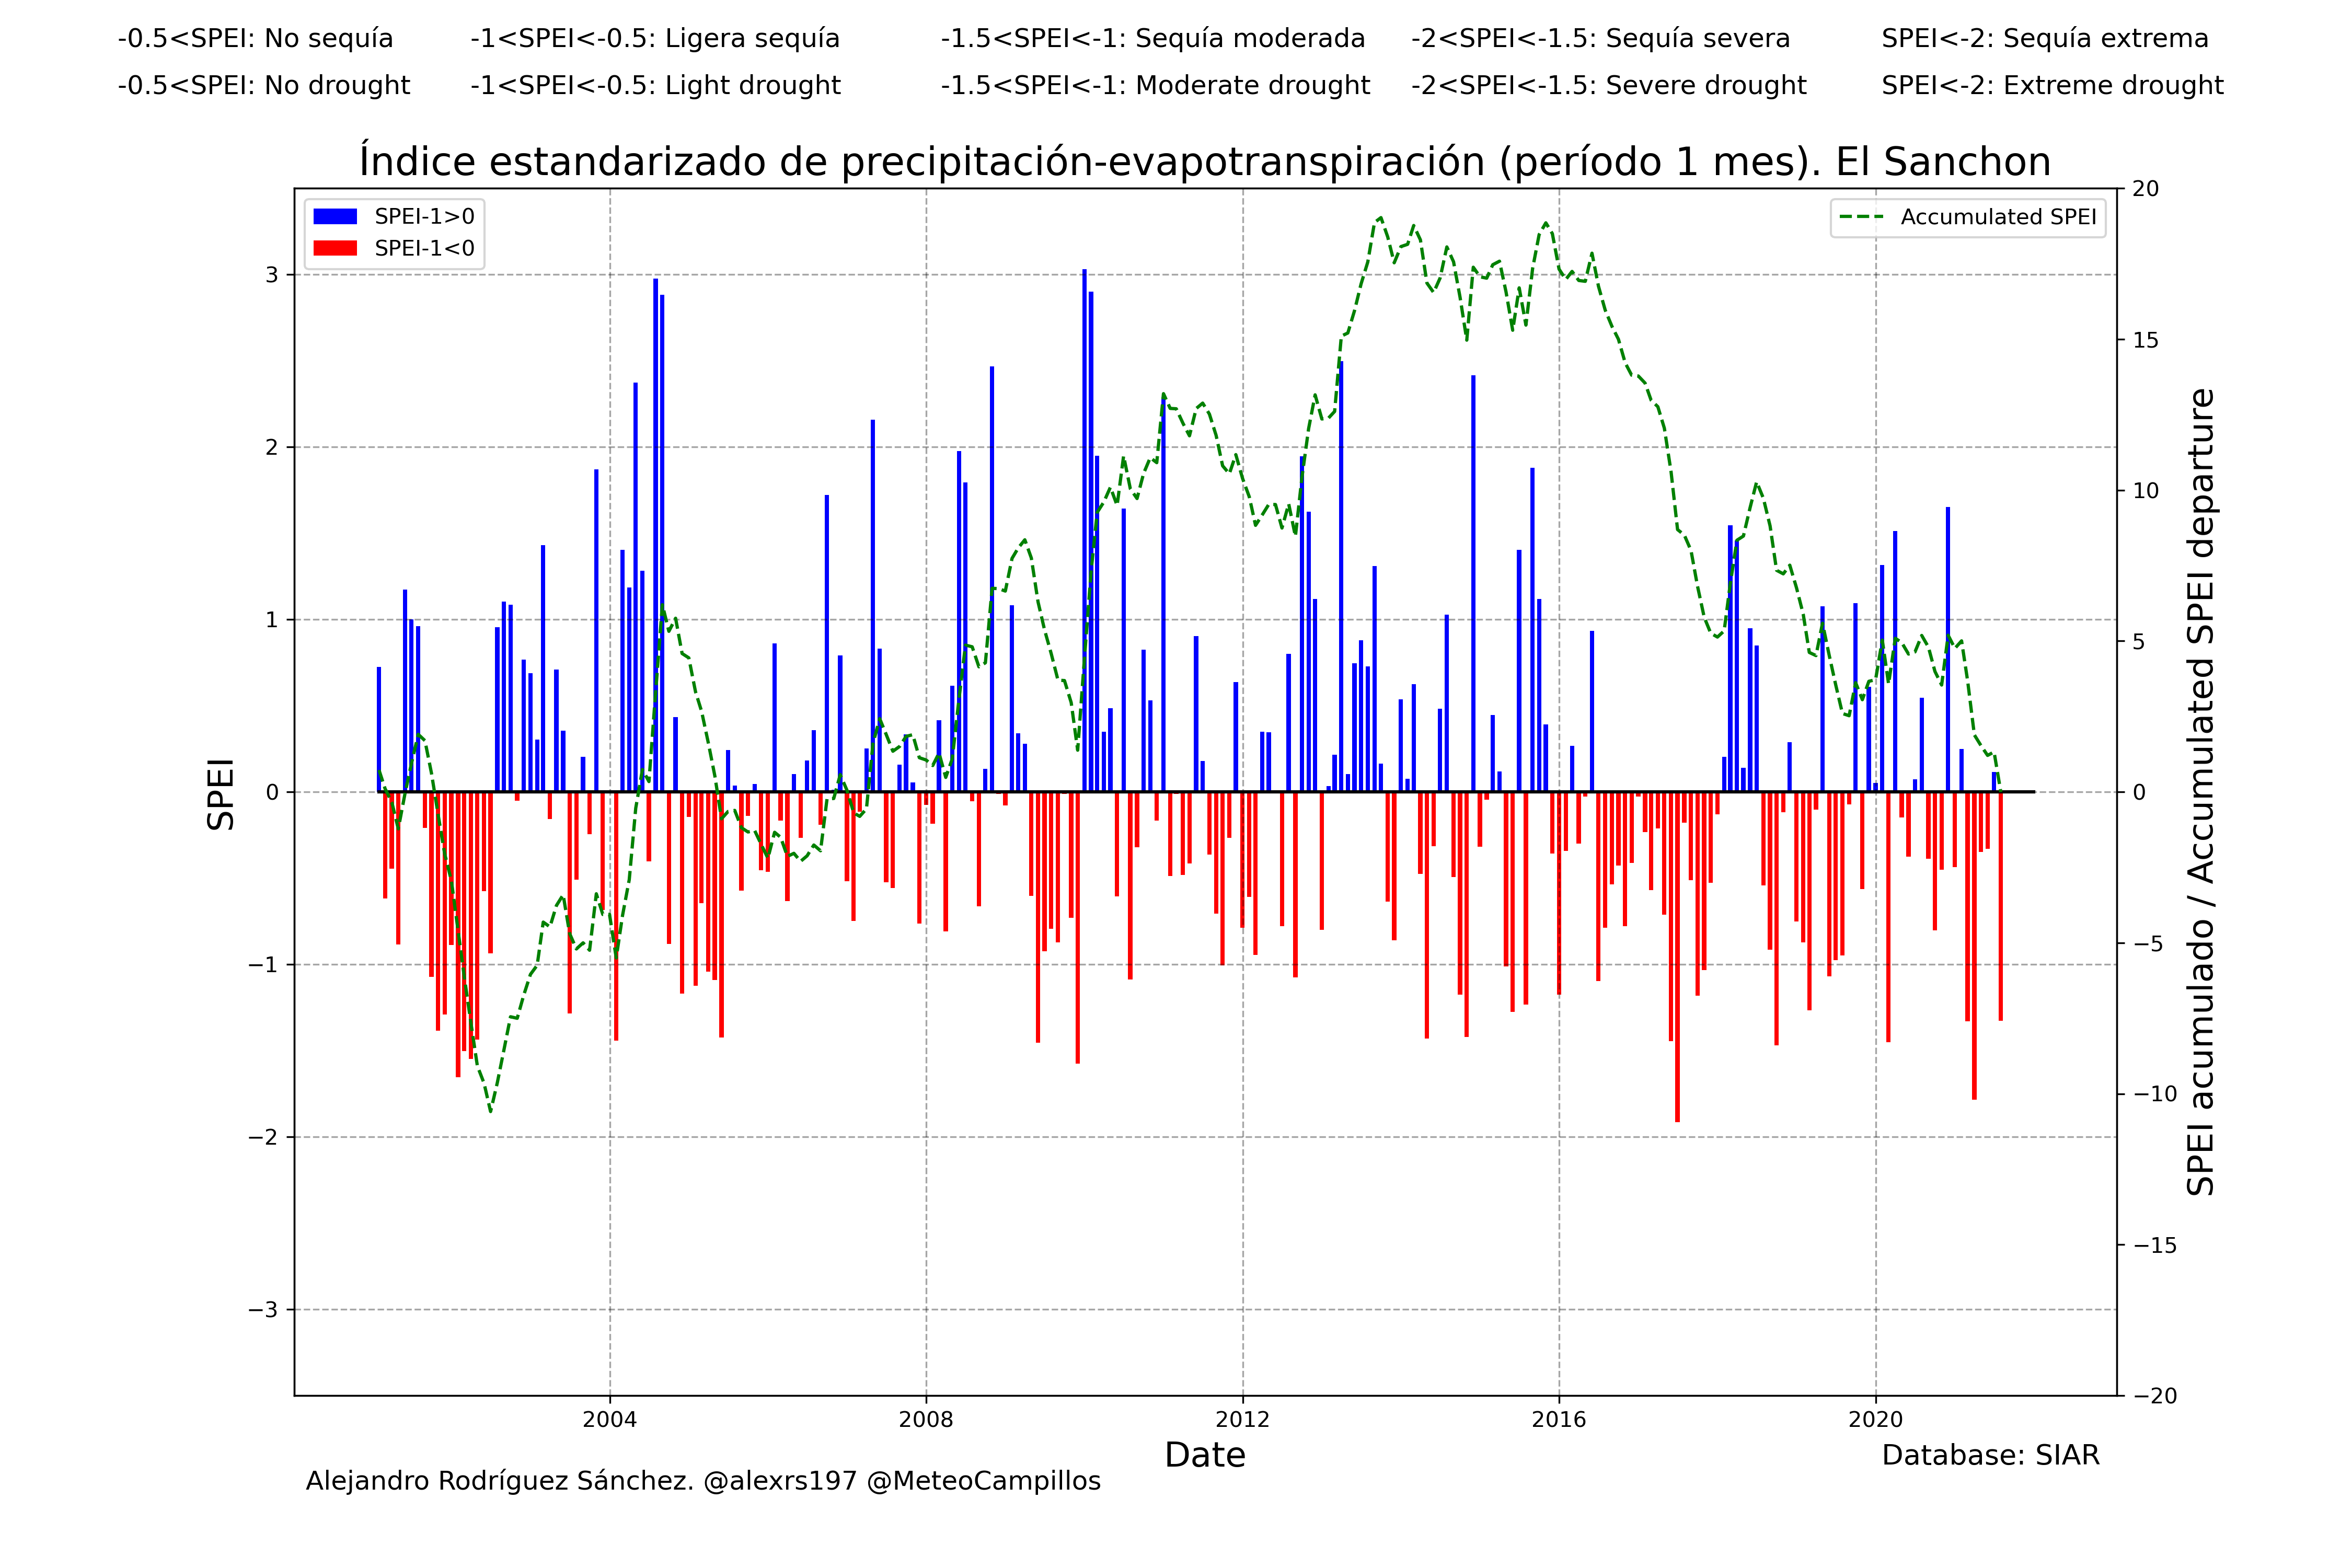 -0.5<SPEI: No sequía -1<SPEI<-0.5: Ligera sequía -1.5<SPEI<-1: Sequía moderada -2<SPEI<-1.5: Sequía severa SPEI<-2: Sequía extrema
-0.5<SPEI: No drought -1<SPEI<-0.5: Light drought -1.5<SPEI<-1: Moderate drought -2<SPEI<-1.5: Severe drought SPEI<-2: Extreme drought
Índice estandarizado de precipitación-evapotranspiración (período 1 mes). El Sanchon
SPEI-1>0
SPEI-1<0
Accumulated SPEI
SPEI
3
2
1
0
−1
−2
−3
20
15
10
5
0
−5
−10
−15
−20
SPEI acumulado / Accumulated SPEI departure
2004 2008 2012 2016 2020
Date
Database: SIAR
Alejandro Rodríguez Sánchez. @alexrs197 @MeteoCampillos